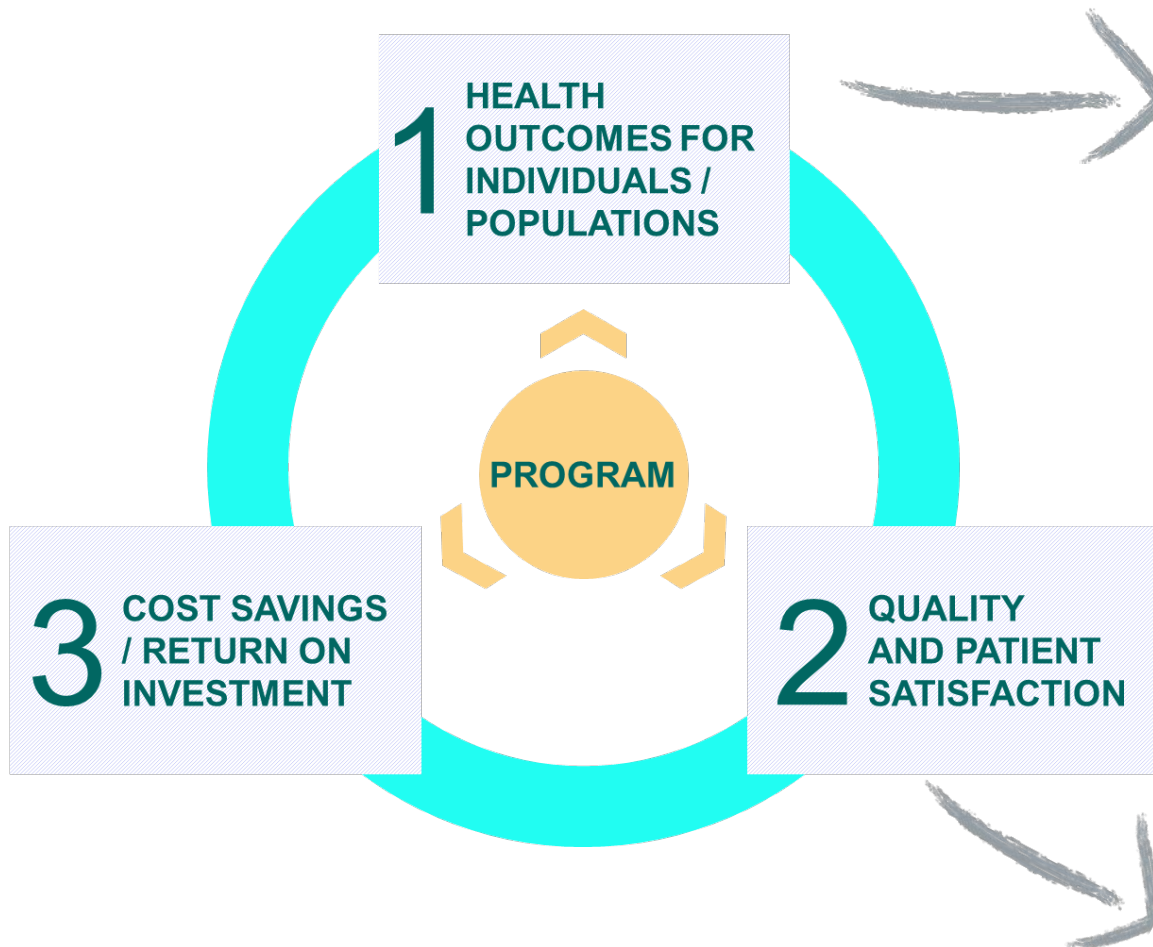 1
HEALTH
OUTCOMES FOR
INDIVIDUALS /
POPULATIONS
PROGRAM
3
COST SAVINGS
/ RETURN ON
INVESTMENT
2
QUALITY
AND PATIENT
SATISFACTION